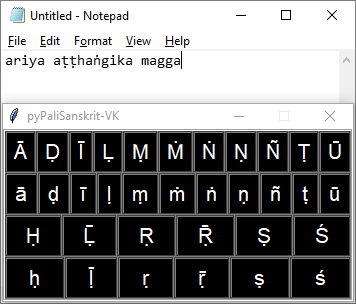 Untitled - Notepad
File Edit Format View Help
ariya aṭṭhaṅgika magga
pyPaliSanskrit-VK
Ā Ḍ Ī Ḷ Ṃ Ṁ Ṅ Ṇ Ñ Ṭ Ū
ā ḍ ī ḷ ṃ ṁ ṅ ṇ ñ ṭ ū
Ḥ Ḹ Ṛ Ṝ Ṣ Ś
ḥ ḹ ṛ ṝ ṣ ś